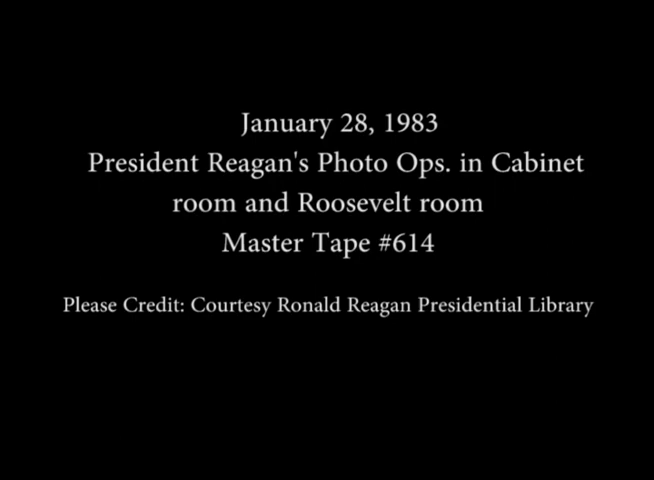 January 28, 1983
President Reagan's Photo Ops. in Cabinet
room and Roosevelt room
Master Tape #614
Please Credit: Courtesy Ronald Reagan Presidential Library